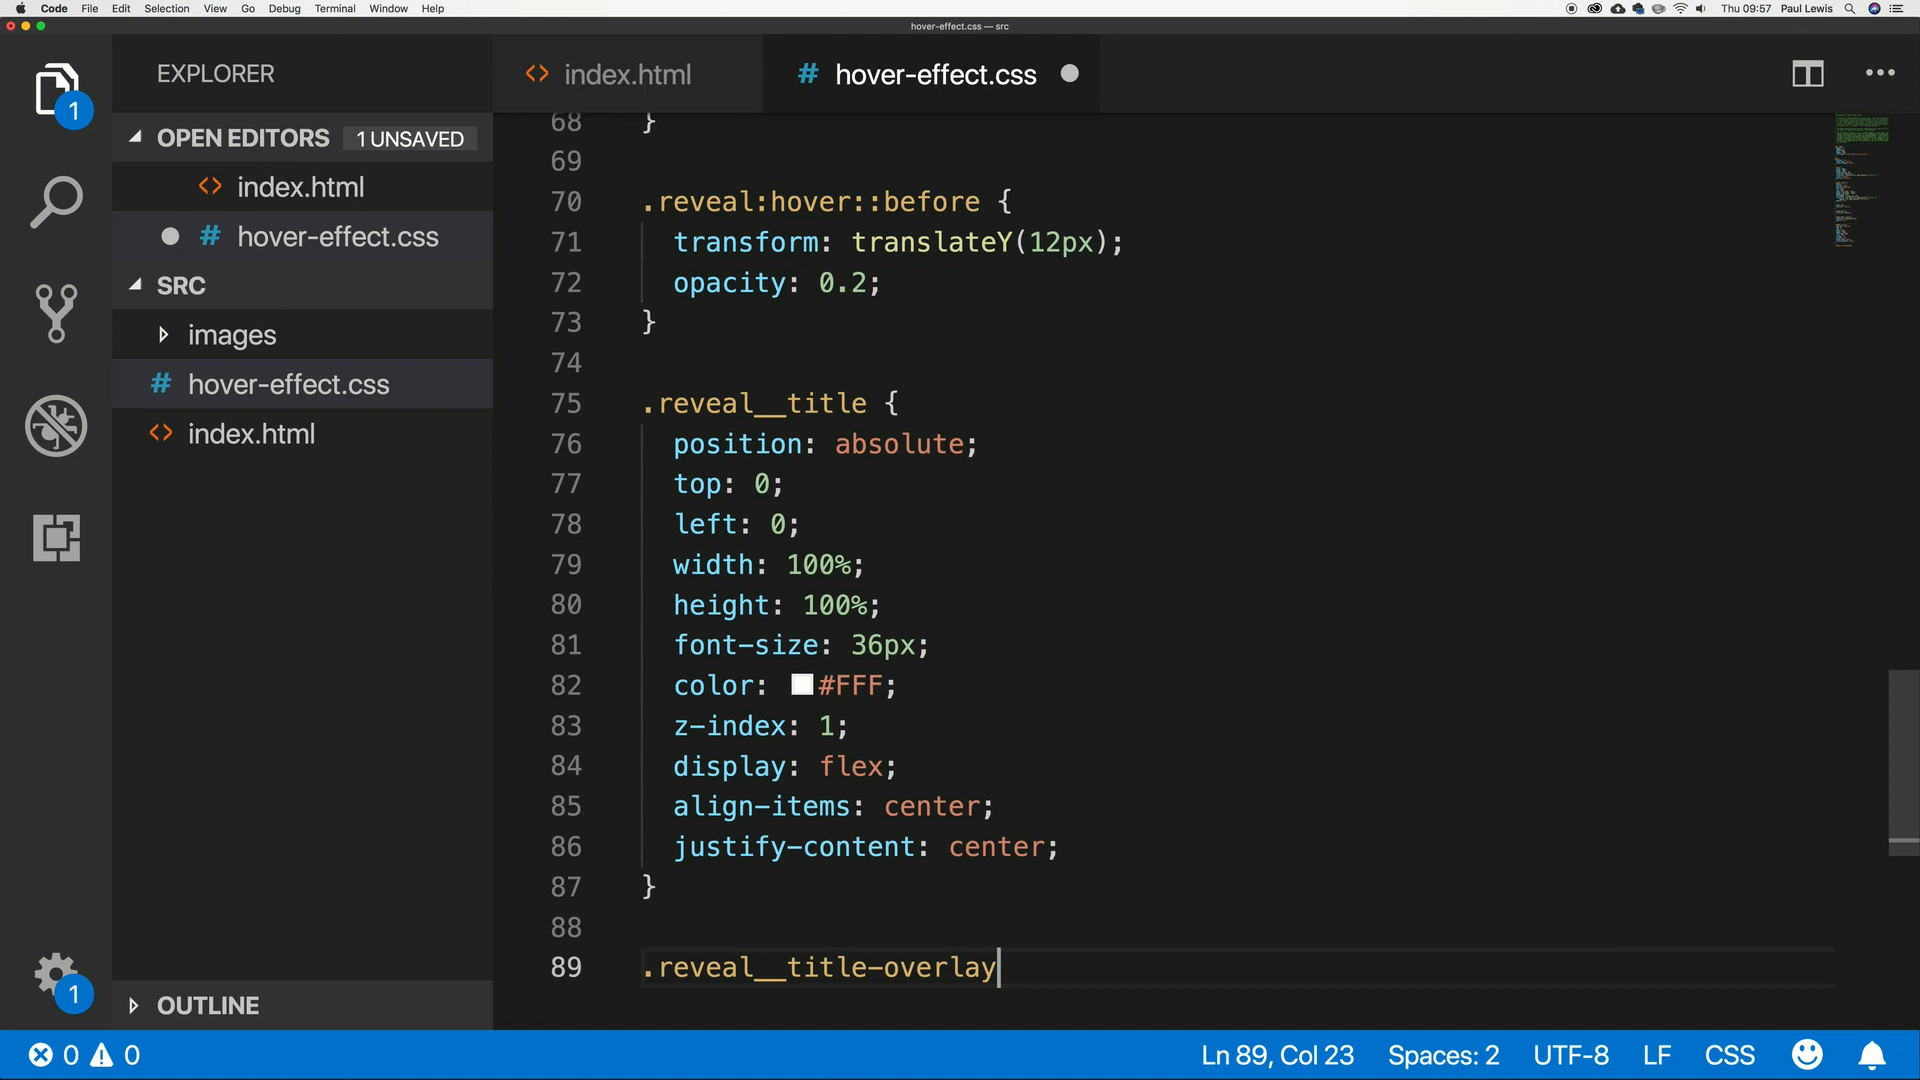 Code File Edit Selection View Go Debug Terminal Window Help Thu 09:57 Paul Lewis
hover-effect.css — src
EXPLORER
OPEN EDITORS 1 UNSAVED
index.html
hover-effect.css
SRC
images
hover-effect.css
index.html
OUTLINE
1
1
index.html
hover-effect.css
68 }
69
70 .reveal:hover::before {
71 transform: translateY(12px);
72 opacity: 0.2;
73 }
74
75 .reveal__title {
76 position: absolute;
77 top: 0;
78 left: 0;
79 width: 100%;
80 height: 100%;
81 font-size: 36px;
82 color: #FFF;
83 z-index: 1;
84 display: flex;
85 align-items: center;
86 justify-content: center;
87 }
88
89 .reveal__title-overlay
0 0 Ln 89, Col 23 Spaces: 2 UTF-8 LF CSS